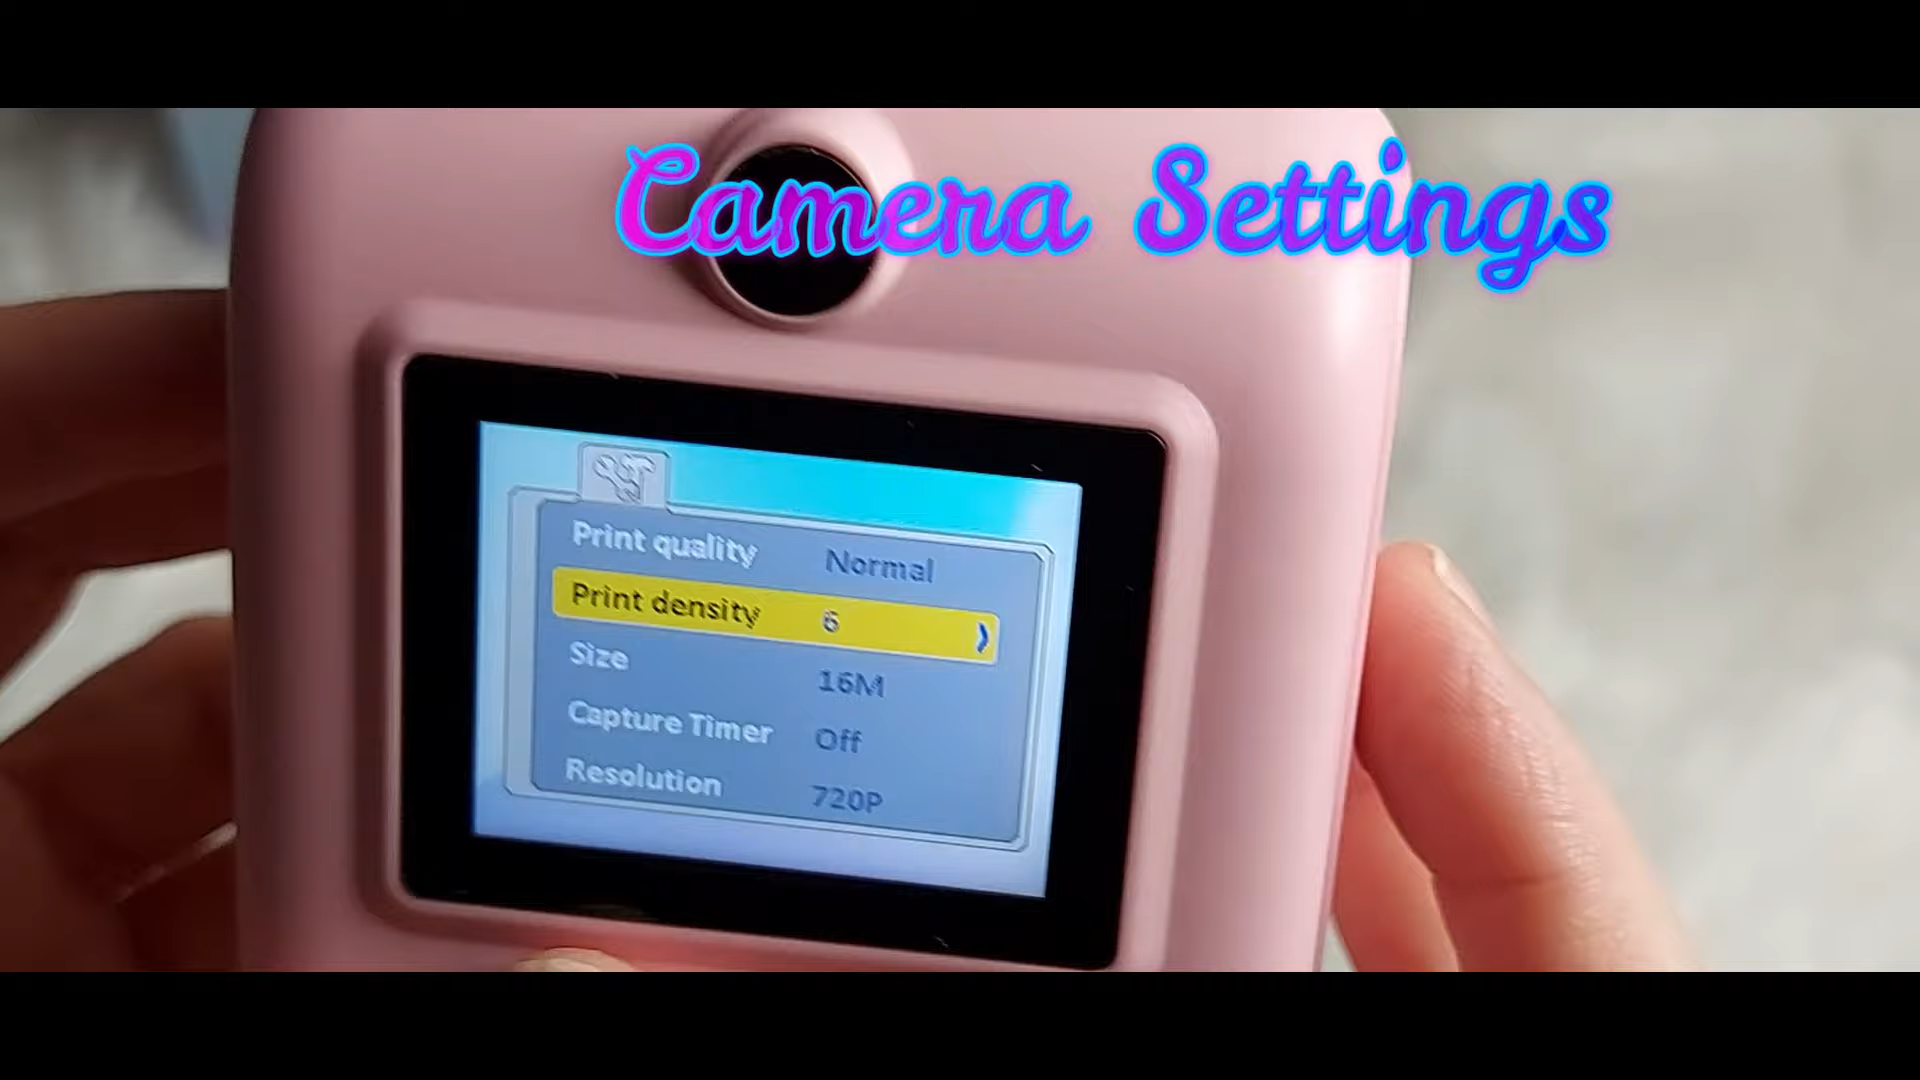 Camera Settings
Print quality Normal
Print density 6
Size 16M
Capture Timer Off
Resolution 720P